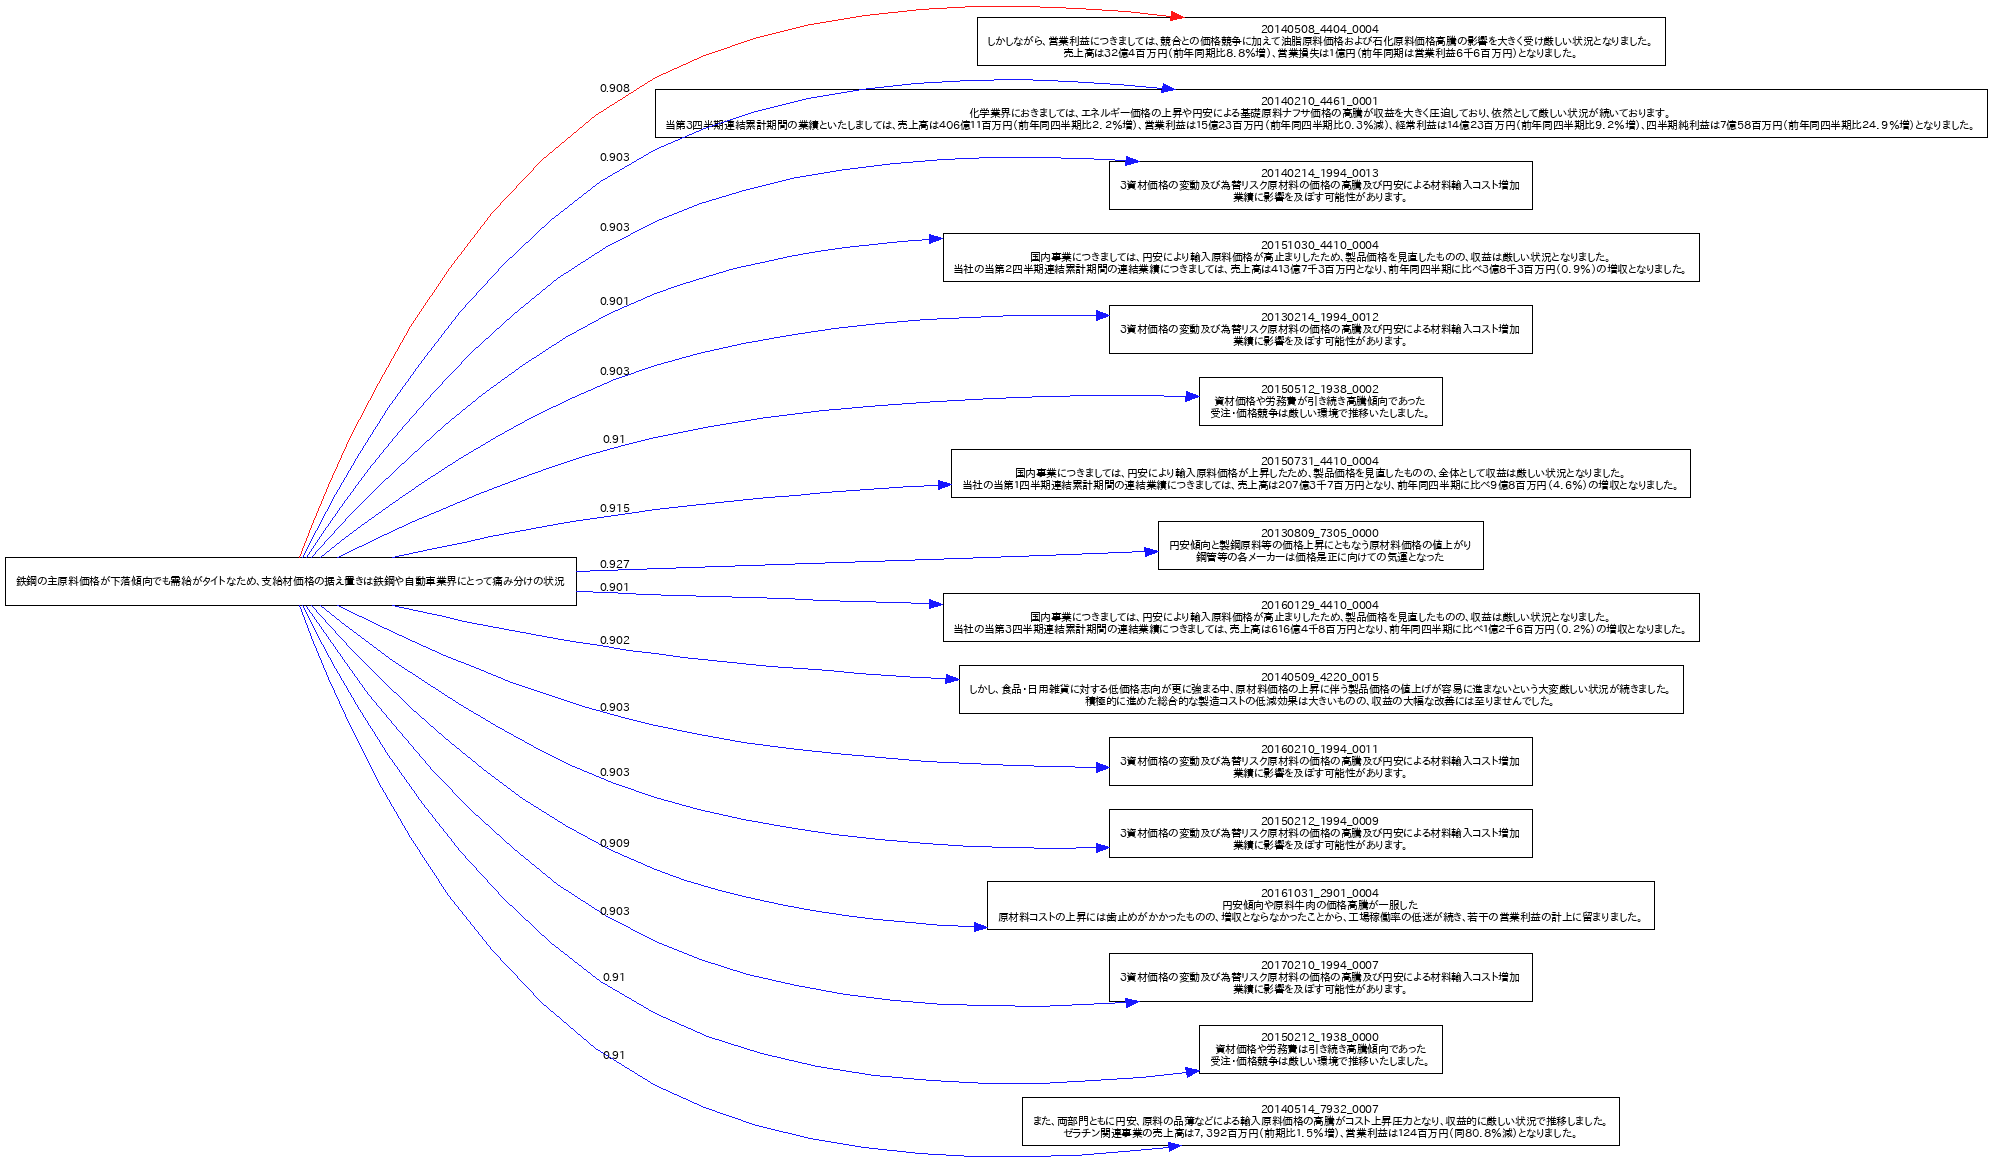 20140508_4404_0004
しかしながら、営業利益につきましては、競合との価格競争に加えて油脂原料価格および石化原料価格高騰の影響を大きく受け厳しい状況となりました。
売上高は32億4百万円(前年同期比8.8%増)、営業損失は1億円(前年同期は営業利益6千6百万円)となりました。
0.908
20140210_4461_0001
化学業界におきましては、エネルギー価格の上昇や円安による基礎原料ナフサ価格の高騰が収益を大きく圧迫しており、依然として厳しい状況が続いております。
当第3四半期連結累計期間の業績といたしましては、売上高は406億11百万円(前年同四半期比2.2%増)、営業利益は15億23百万円(前年同四半期比0.3%減)、経常利益は14億23百万円(前年同四半期比9.2%増)、四半期純利益は7億58百万円(前年同四半期比24.9%増)となりました。
0.903
20140214_1994_0013
3資材価格の変動及び為替リスク原材料の価格の高騰及び円安による材料輸入コスト増加
業績に影響を及ぼす可能性があります。
0.903
20151030_4410_0004
国内事業につきましては、円安により輸入原料価格が高止まりしたため、製品価格を見直したものの、収益は厳しい状況となりました。
当社の当第2四半期連結累計期間の連結業績につきましては、売上高は413億7千3百万円となり、前年同四半期に比べ3億8千3百万円(0.9%)の増収となりました。
0.901
20130214_1994_0012
3資材価格の変動及び為替リスク原材料の価格の高騰及び円安による材料輸入コスト増加
業績に影響を及ぼす可能性があります。
0.903
20150512_1938_0002
資材価格や労務費が引き続き高騰傾向であった
受注・価格競争は厳しい環境で推移いたしました。
0.91
20150731_4410_0004
国内事業につきましては、円安により輸入原料価格が上昇したため、製品価格を見直したものの、全体として収益は厳しい状況となりました。
当社の当第1四半期連結累計期間の連結業績につきましては、売上高は207億3千7百万円となり、前年同四半期に比べ9億8百万円(4.6%)の増収となりました。
0.915
20130809_7305_0000
円安傾向と製鋼原料等の価格上昇にともなう原材料価格の値上がり
鋼管等の各メーカーは価格是正に向けての気運となった
0.927
鉄鋼の主原料価格が下落傾向でも需給がタイトなため、支給材価格の据え置きは鉄鋼や自動車業界にとって痛み分けの状況
0.901
20160129_4410_0004
国内事業につきましては、円安により輸入原料価格が高止まりしたため、製品価格を見直したものの、収益は厳しい状況となりました。
当社の当第3四半期連結累計期間の連結業績につきましては、売上高は616億4千8百万円となり、前年同四半期に比べ1億2千6百万円(0.2%)の増収となりました。
0.902
20140509_4220_0015
しかし、食品・日用雑貨に対する低価格志向が更に強まる中、原材料価格の上昇に伴う製品価格の値上げが容易に進まないという大変厳しい状況が続きました。
積極的に進めた総合的な製造コストの低減効果は大きいものの、収益の大幅な改善には至りませんでした。
0.903
20160210_1994_0011
3資材価格の変動及び為替リスク原材料の価格の高騰及び円安による材料輸入コスト増加
業績に影響を及ぼす可能性があります。
0.903
20150212_1994_0009
3資材価格の変動及び為替リスク原材料の価格の高騰及び円安による材料輸入コスト増加
業績に影響を及ぼす可能性があります。
0.909
20161031_2901_0004
円安傾向や原料牛肉の価格高騰が一服した
原材料コストの上昇には歯止めがかかったものの、増収とならなかったことから、工場稼働率の低迷が続き、若干の営業利益の計上に留まりました。
0.903
20170210_1994_0007
3資材価格の変動及び為替リスク原材料の価格の高騰及び円安による材料輸入コスト増加
業績に影響を及ぼす可能性があります。
0.91
20150212_1938_0000
資材価格や労務費は引き続き高騰傾向であった
受注・価格競争は厳しい環境で推移いたしました。
0.91
20140514_7932_0007
また、両部門ともに円安、原料の品薄などによる輸入原料価格の高騰がコスト上昇圧力となり、収益的に厳しい状況で推移しました。
ゼラチン関連事業の売上高は7,392百万円(前期比1.5%増)、営業利益は124百万円(同80.8%減)となりました。